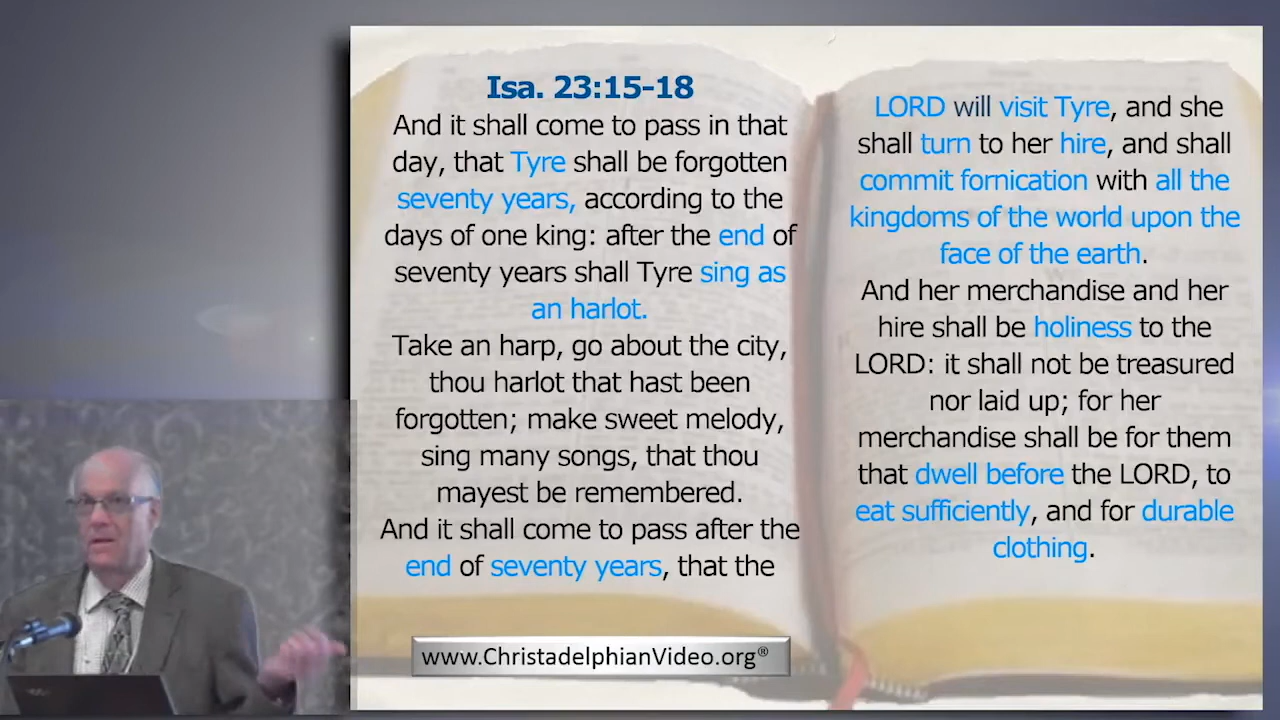 Isa. 23:15-18
And it shall come to pass in that
day, that Tyre shall be forgotten
seventy years, according to the
days of one king: after the end of
seventy years shall Tyre sing as
an harlot.
Take an harp, go about the city,
thou harlot that hast been
forgotten; make sweet melody,
sing many songs, that thou
mayest be remembered.
And it shall come to pass after the
end of seventy years, that the
LORD will visit Tyre, and she
shall turn to her hire, and shall
commit fornication with all the
kingdoms of the world upon the
face of the earth.
And her merchandise and her
hire shall be holiness to the
LORD: it shall not be treasured
nor laid up; for her
merchandise shall be for them
that dwell before the LORD, to
eat sufficiently, and for durable
clothing.
www.ChristadelphianVideo.org®